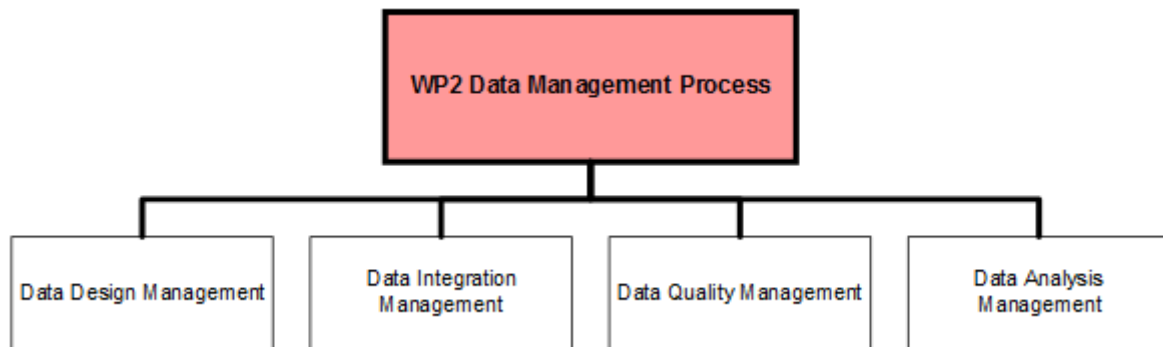 WP2 Data Management Process
Data Design Management
Data Integration
Management
Data Quality Management
Data Analysis
Management